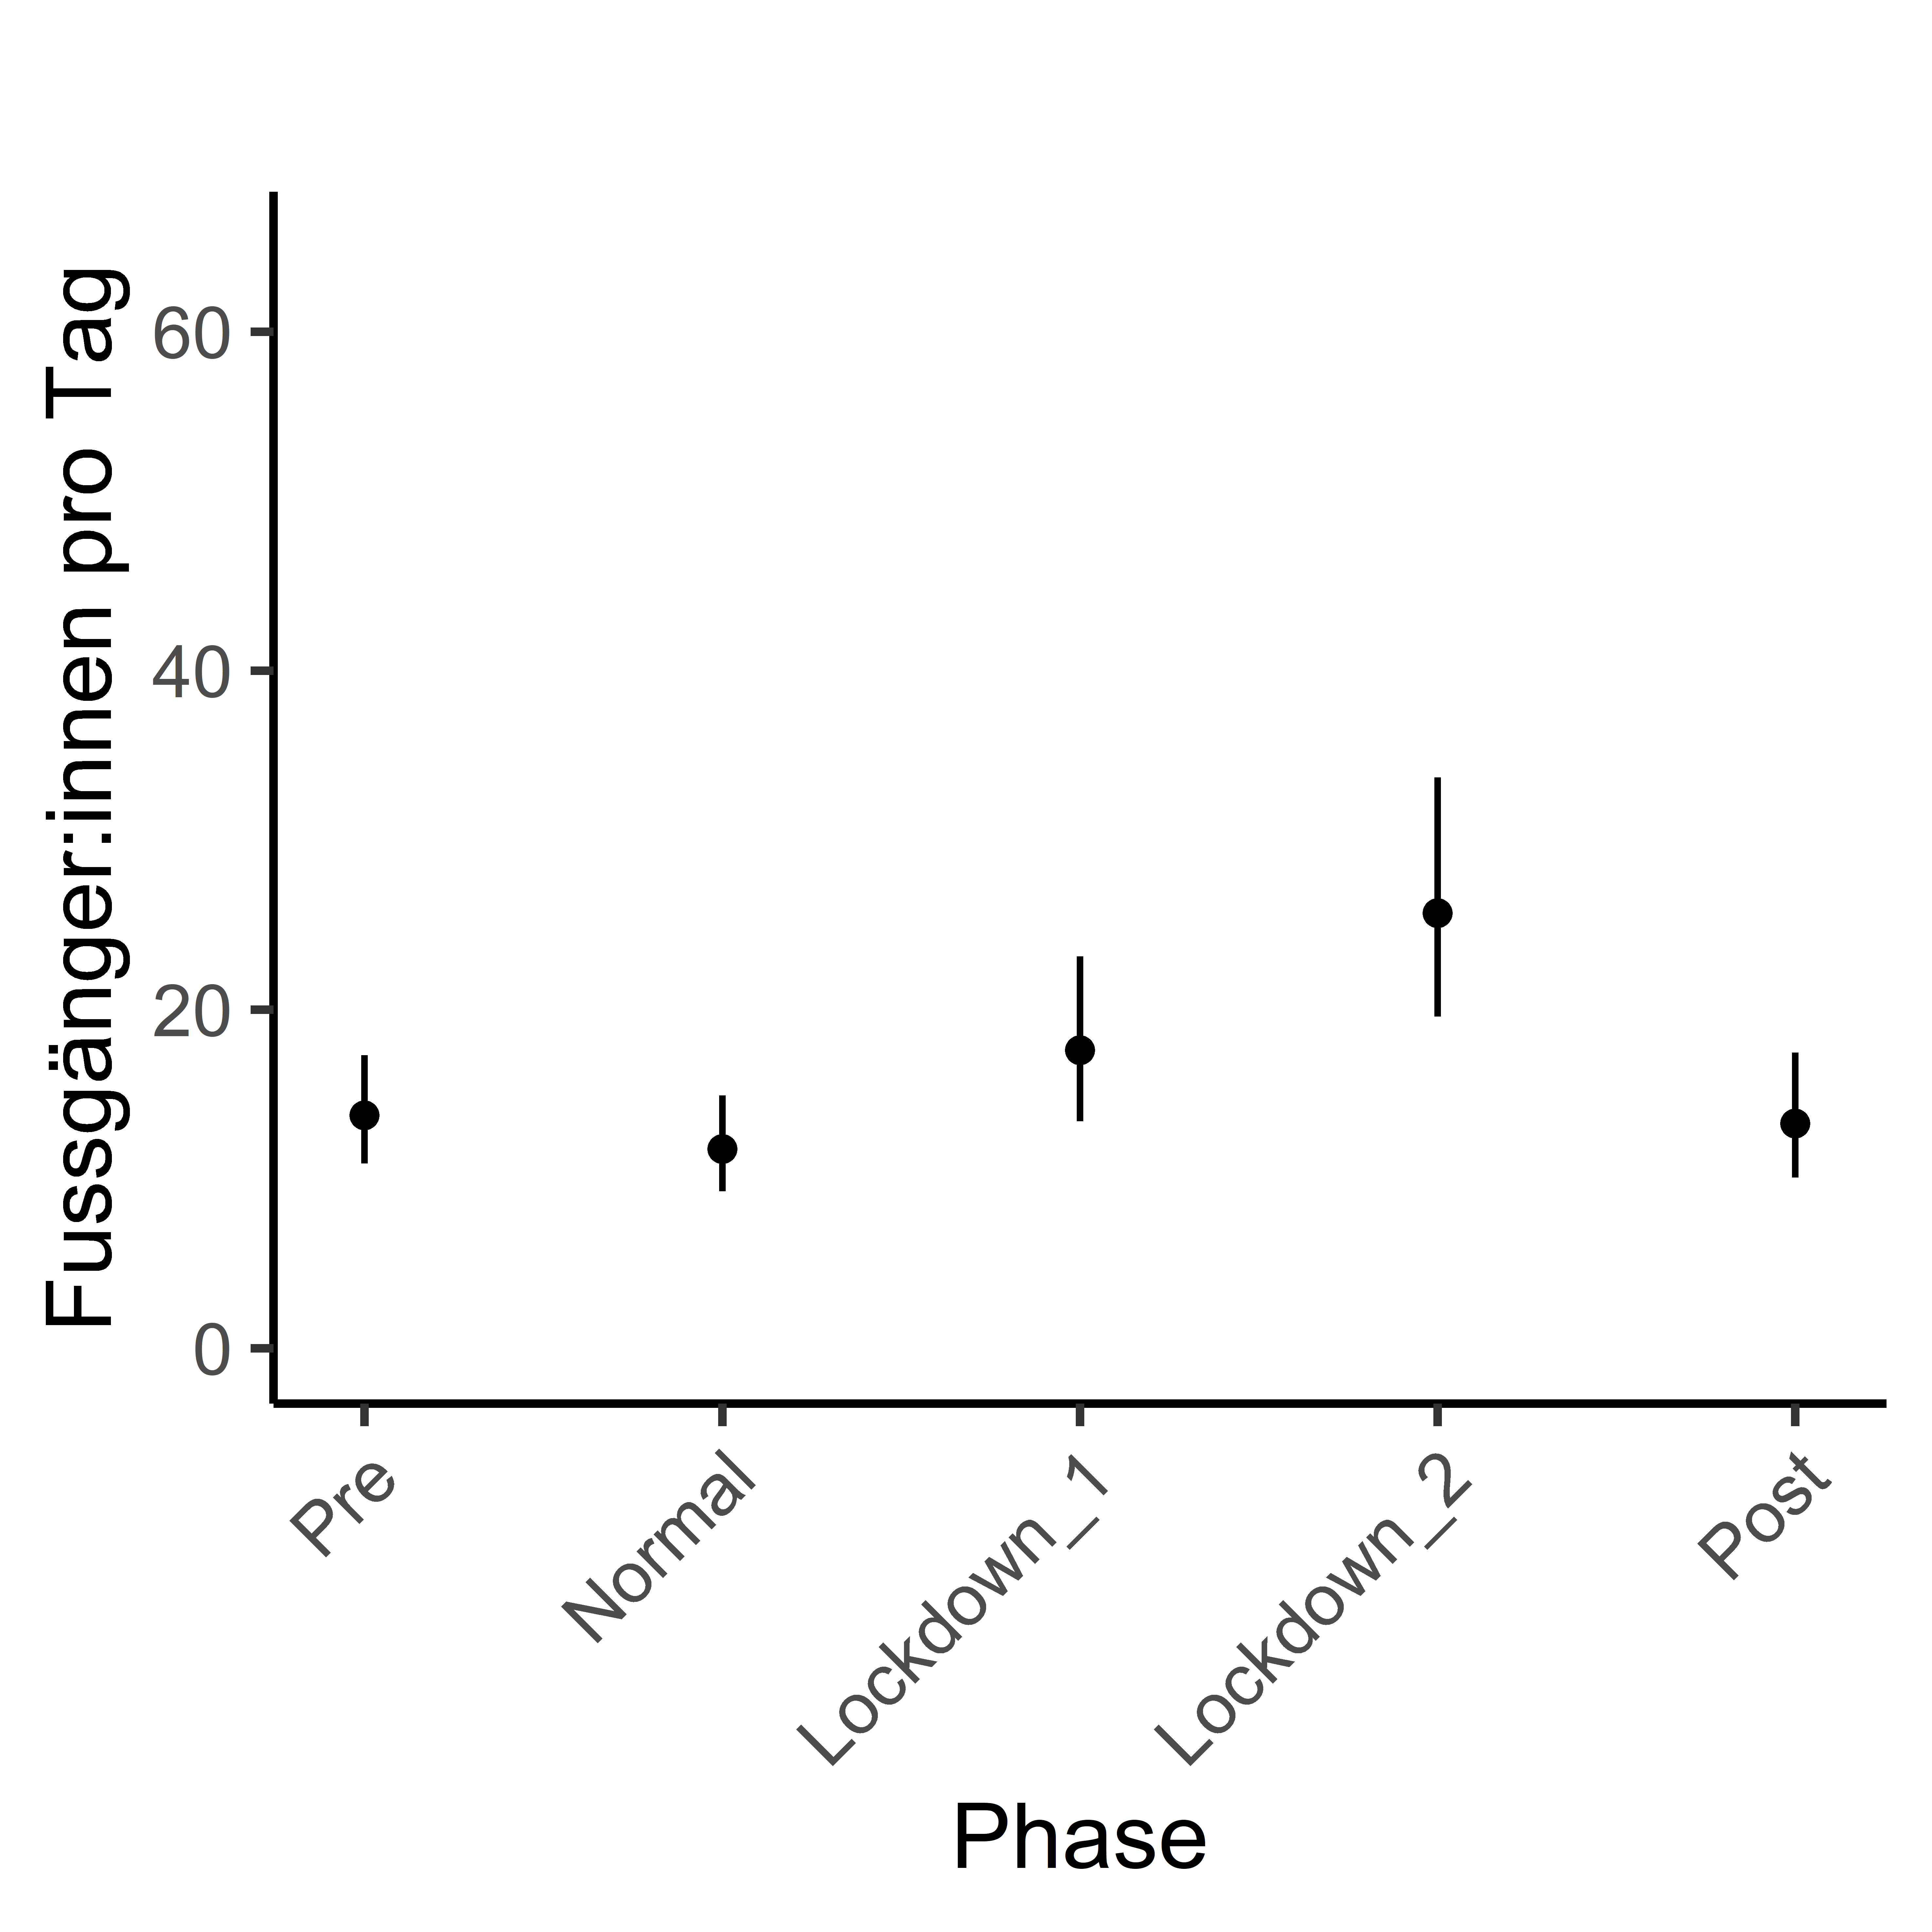 Fussgänger:innen pro Tag
60
40
20
0
Pre
Normal
Lockdown_1
Lockdown_2
Post
Phase